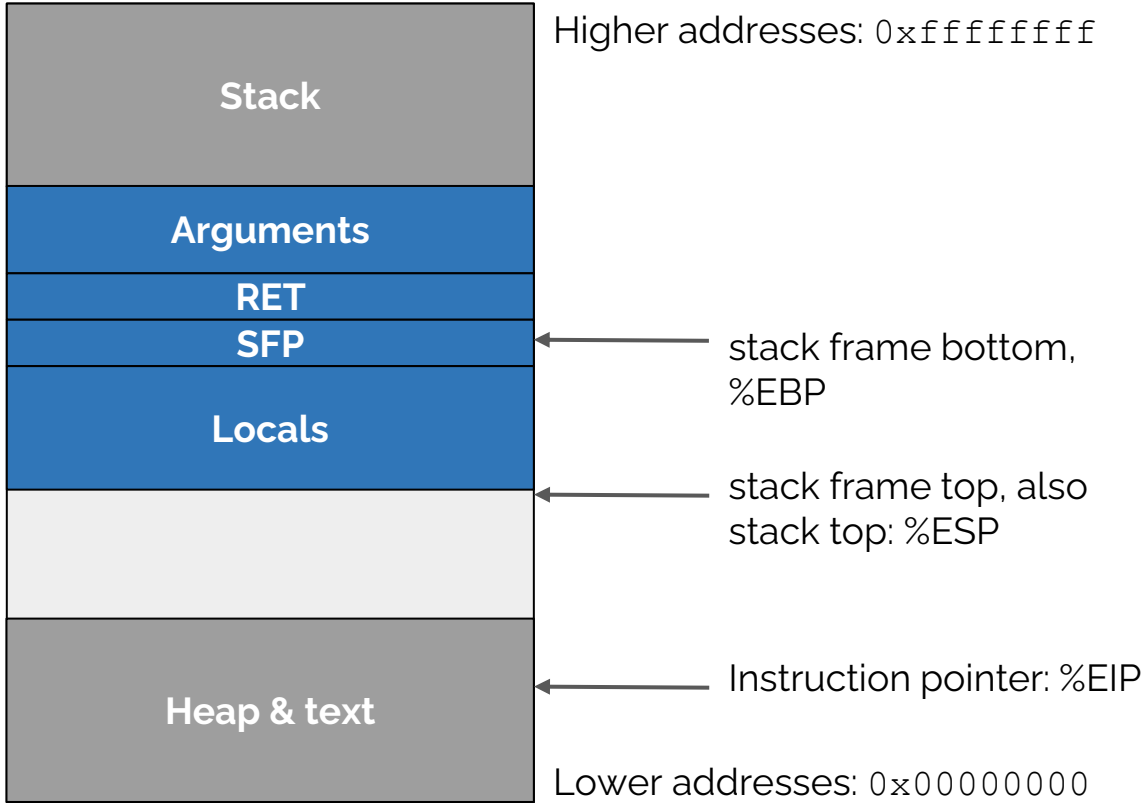 Higher addresses: 0xffffffff
Stack
Arguments
RET
SFP
stack frame bottom,
%EBP
Locals
stack frame top, also
stack top: %ESP
Instruction pointer: %EIP
Heap & text
Lower addresses: 0x00000000